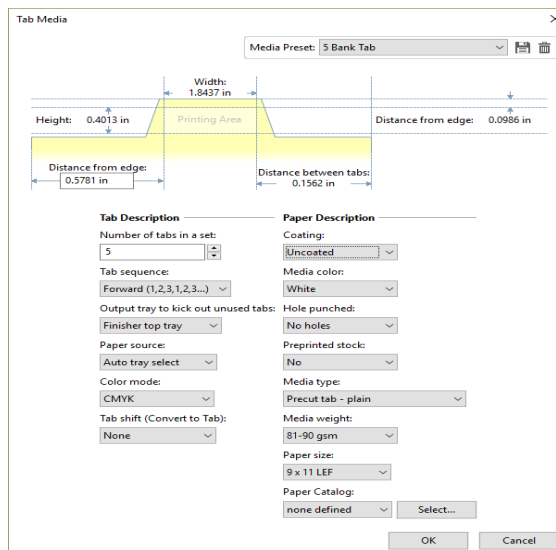 Tab Media
Media Preset: 5 Bank Tab
Width:
1.8437 in
Height: 0.4013 in
Printing Area
Distance from edge: 0.0986 in
Distance from edge:
0.5781 in
Distance between tabs:
0.1562 in
Tab Description
Number of tabs in a set:
5
Tab sequence:
Forward (1,2,3,1,2,3...)
Output tray to kick out unused tabs:
Finisher top tray
Paper source:
Auto tray select
Color mode:
CMYK
Tab shift (Convert to Tab):
None
Paper Description
Coating:
Uncoated
Media color:
White
Hole punched:
No holes
Preprinted stock:
No
Media type:
Precut tab - plain
Media weight:
81-90 gsm
Paper size:
9 x 11 LEF
Paper Catalog:
none defined
Select...
OK
Cancel